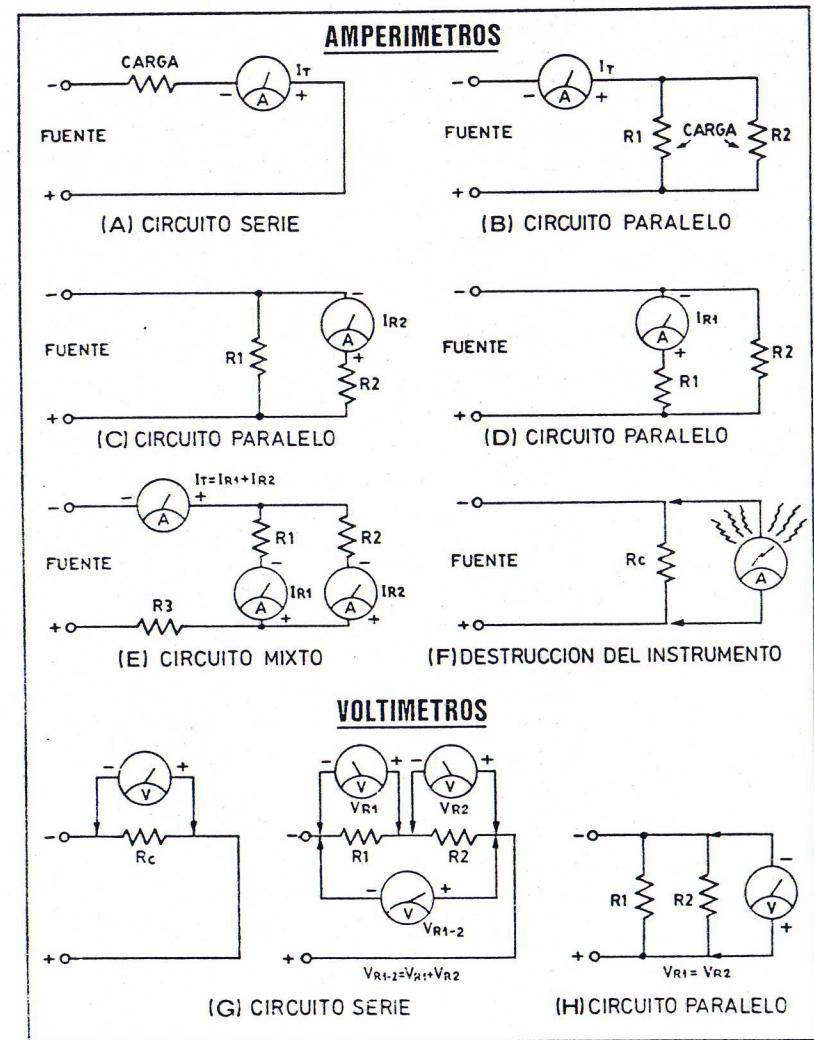 AMPERIMETROS
CARGA
IT
- A +
FUENTE
+
(A) CIRCUITO SERIE
IT
- - A +
FUENTE
R1 CARGA R2
+
(B) CIRCUITO PARALELO
- -
IR2
A
FUENTE
R1
+
R2
+
(C) CIRCUITO PARALELO
- -
IR1
A
FUENTE
+
R1
R2
+
(D) CIRCUITO PARALELO
IT=IR1+IR2
- - A +
R1 R2
FUENTE
- -
IR1 IR2
A A
R3
+ + +
(E) CIRCUITO MIXTO
-
FUENTE
Rc
A
+
(F) DESTRUCCION DEL INSTRUMENTO
VOLTIMETROS
- V +
-
Rc
+
- V + - V +
VR1 VR2
-
R1 R2
- V +
VR1-2
+
VR1-2=VR1+VR2
(G) CIRCUITO SERIE
- -
R1 R2 V
+
+
VR1= VR2
(H) CIRCUITO PARALELO